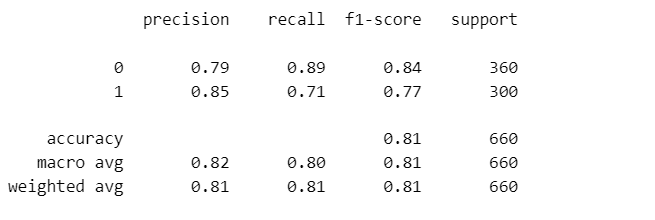 precision recall f1-score support
0 0.79 0.89 0.84 360
1 0.85 0.71 0.77 300
accuracy 0.81 660
macro avg 0.82 0.80 0.81 660
weighted avg 0.81 0.81 0.81 660